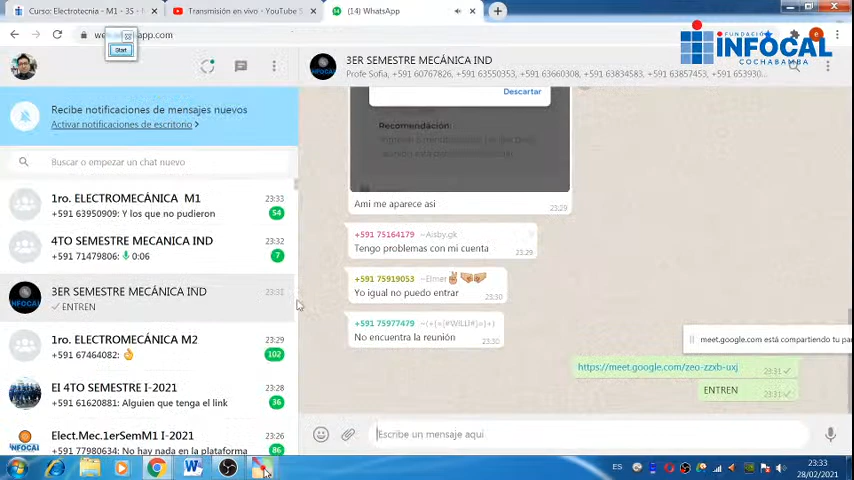 Curso: Electrotecnia - M1 - 3S -
Transmisión en vivo - YouTube S
(14) WhatsApp
Start
FUNDACIÓN
INFOCAL
COCHABAMBA
3ER SEMESTRE MECÁNICA IND
Profe Sofia, +591 60767826, +591 63550353, +591 63660308, +591 63834583, +591 63857453, +591 653930...
Recibe notificaciones de mensajes nuevos
Activar notificaciones de escritorio >
Buscar o empezar un chat nuevo
1ro. ELECTROMECÁNICA M1 23:33
+591 63950909: Y los que no pudieron 54
4TO SEMESTRE MECANICA IND 23:32
+591 71479806: 0:06 7
3ER SEMESTRE MECÁNICA IND 23:31
ENTREN
1ro. ELECTROMECÁNICA M2 23:29
+591 67464082: 👌 102
EI 4TO SEMESTRE I-2021 23:28
+591 61620881: Alguien que tenga el link 36
Elect.Mec.1erSemM1 I-2021 23:26
+591 77980634: No hay nada en la plataforma 86
Descartar
Recomendación:
Ami me aparece asi 23:29
+591 75164179 ~Aisby.gk
Tengo problemas con mi cuenta 23:29
+591 75919053 ~Elmer
Yo igual no puedo entrar 23:30
+591 75977479 ~(+(=(#WILLI#)=)+)
No encuentra la reunión 23:30
meet.google.com está compartiendo tu pa
https://meet.google.com/zeo-zzxb-uxj 23:31
ENTREN 23:31
Escribe un mensaje aquí
ES
23:33
28/02/2021